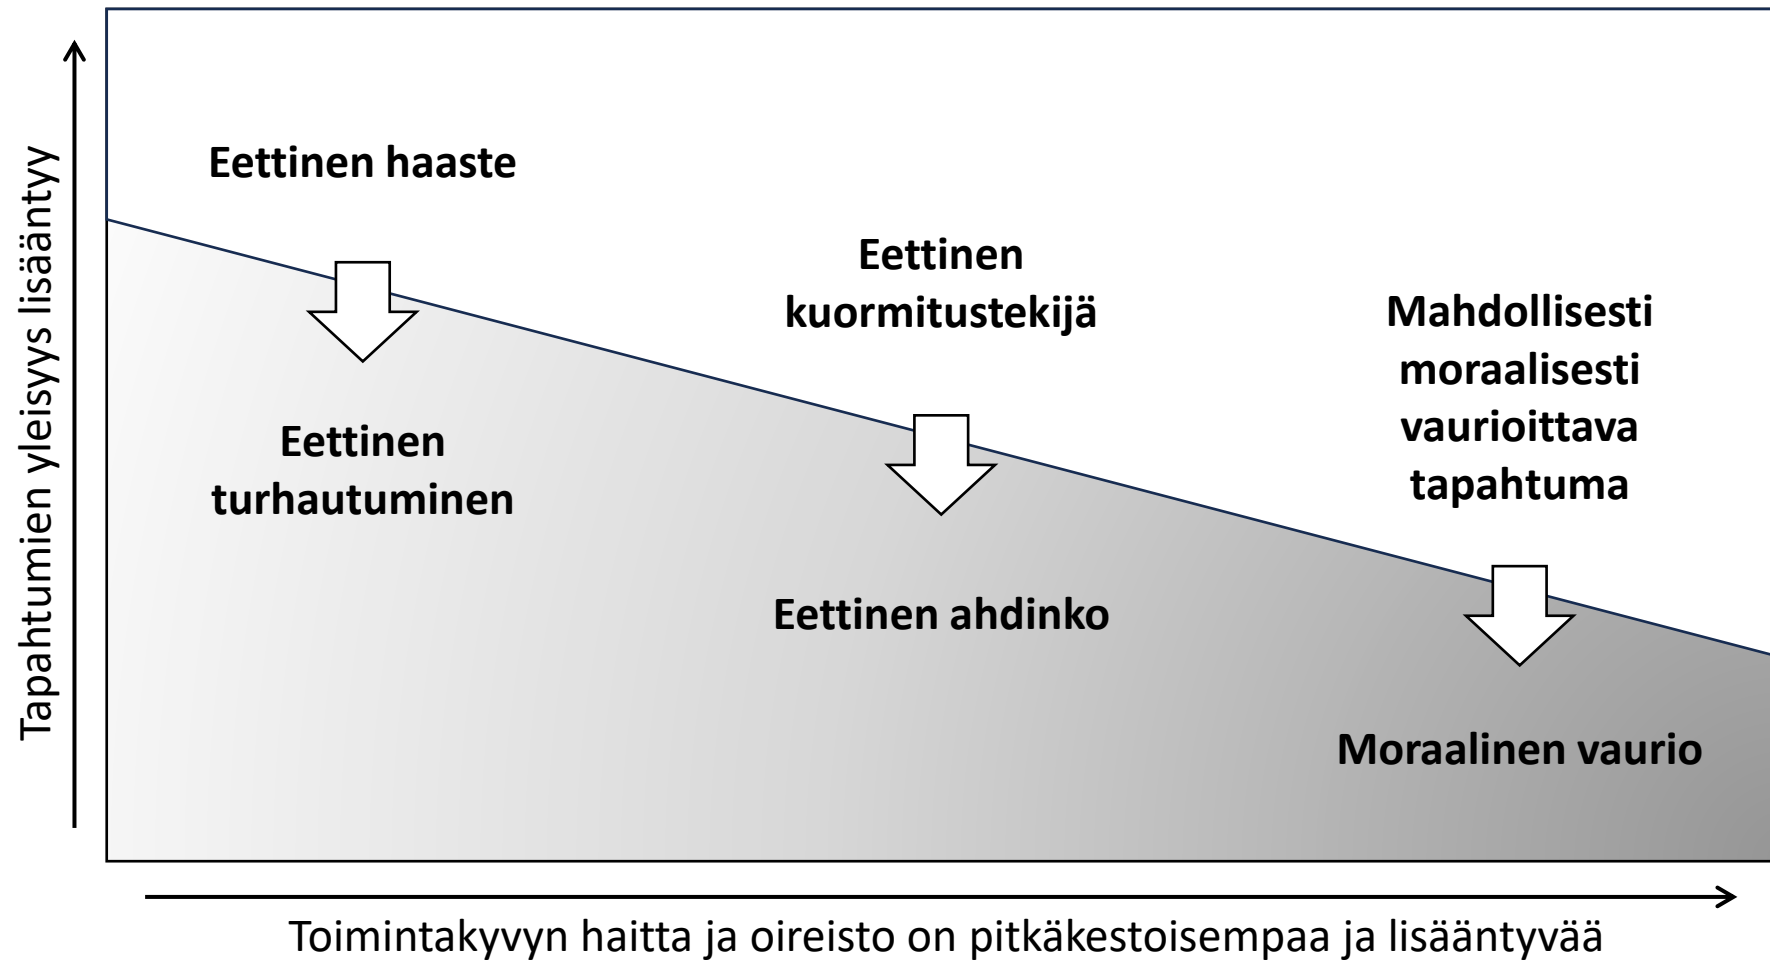 Tapahtumien yleisyys lisääntyy
Eettinen haaste
Eettinen
turhautuminen
Eettinen
kuormitustekijä
Eettinen ahdinko
Mahdollisesti
moraalisesti
vaurioittava
tapahtuma
Moraalinen vaurio
Toimintakyvyn haitta ja oireisto on pitkäkestoisempaa ja lisääntyvää